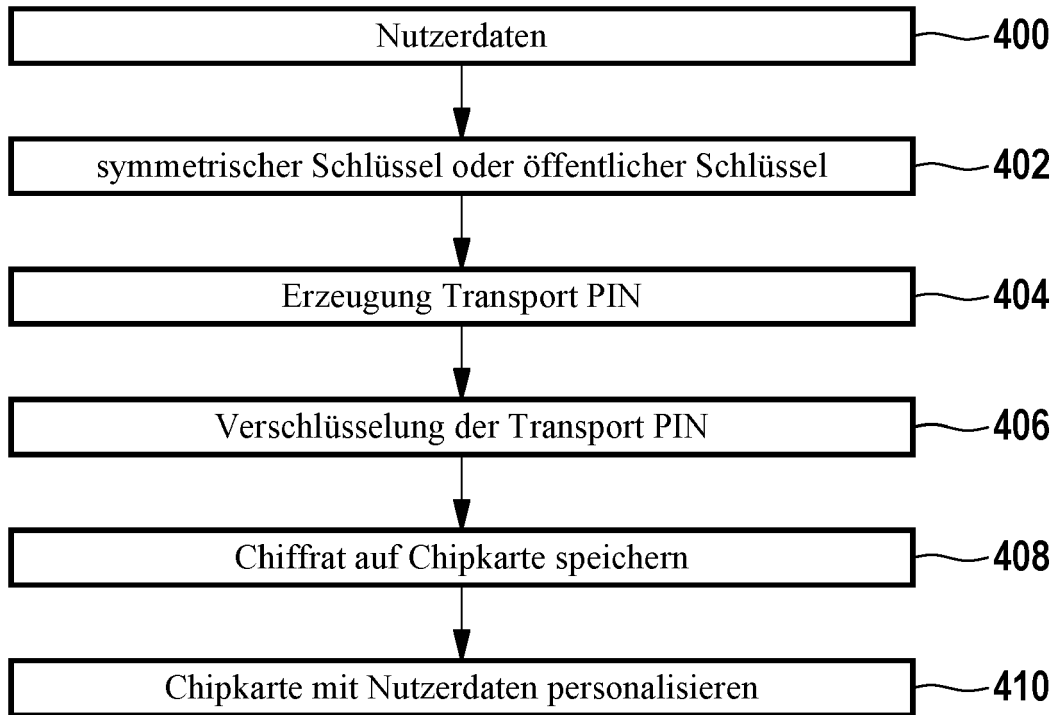 Nutzerdaten 400
symmetrischer Schlüssel oder öffentlicher Schlüssel 402
Erzeugung Transport PIN 404
Verschlüsselung der Transport PIN 406
Chiffrat auf Chipkarte speichern 408
Chipkarte mit Nutzerdaten personalisieren 410